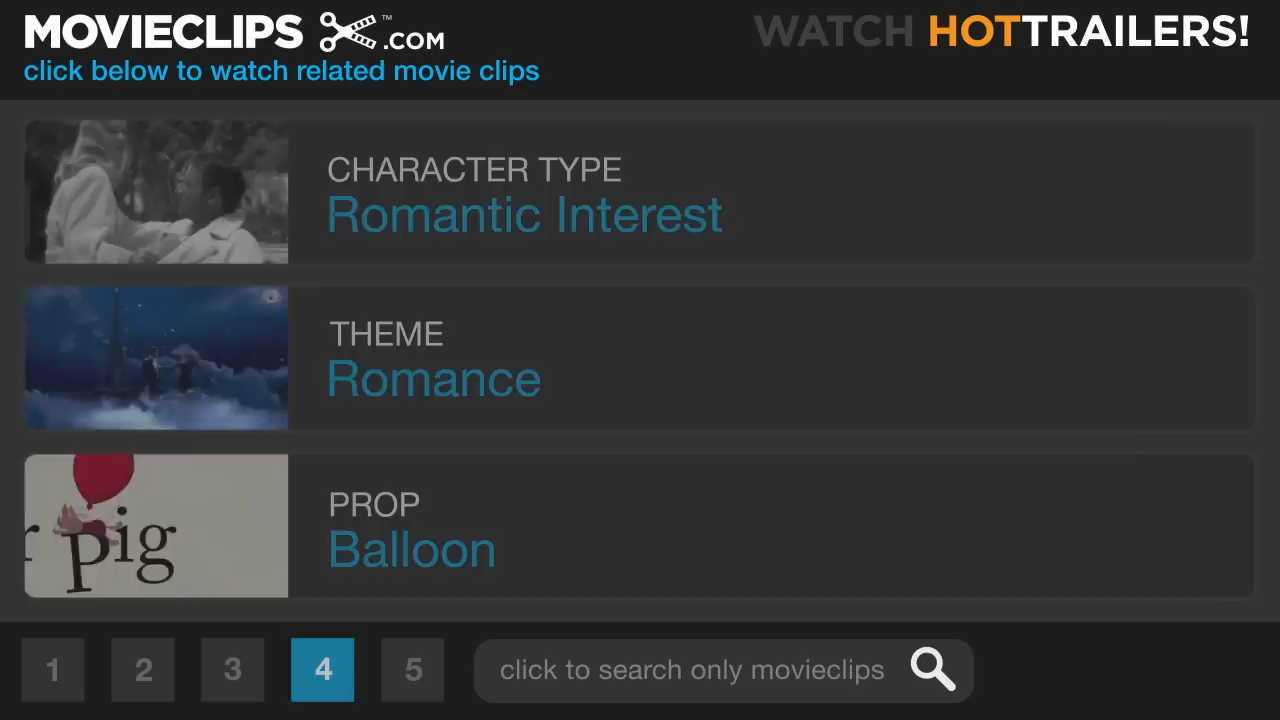 MOVIECLIPS ™ .COM
WATCH HOTTRAILERS!
click below to watch related movie clips
CHARACTER TYPE
Romantic Interest
THEME
Romance
r pig
PROP
Balloon
1 2 3 4 5
click to search only movieclips